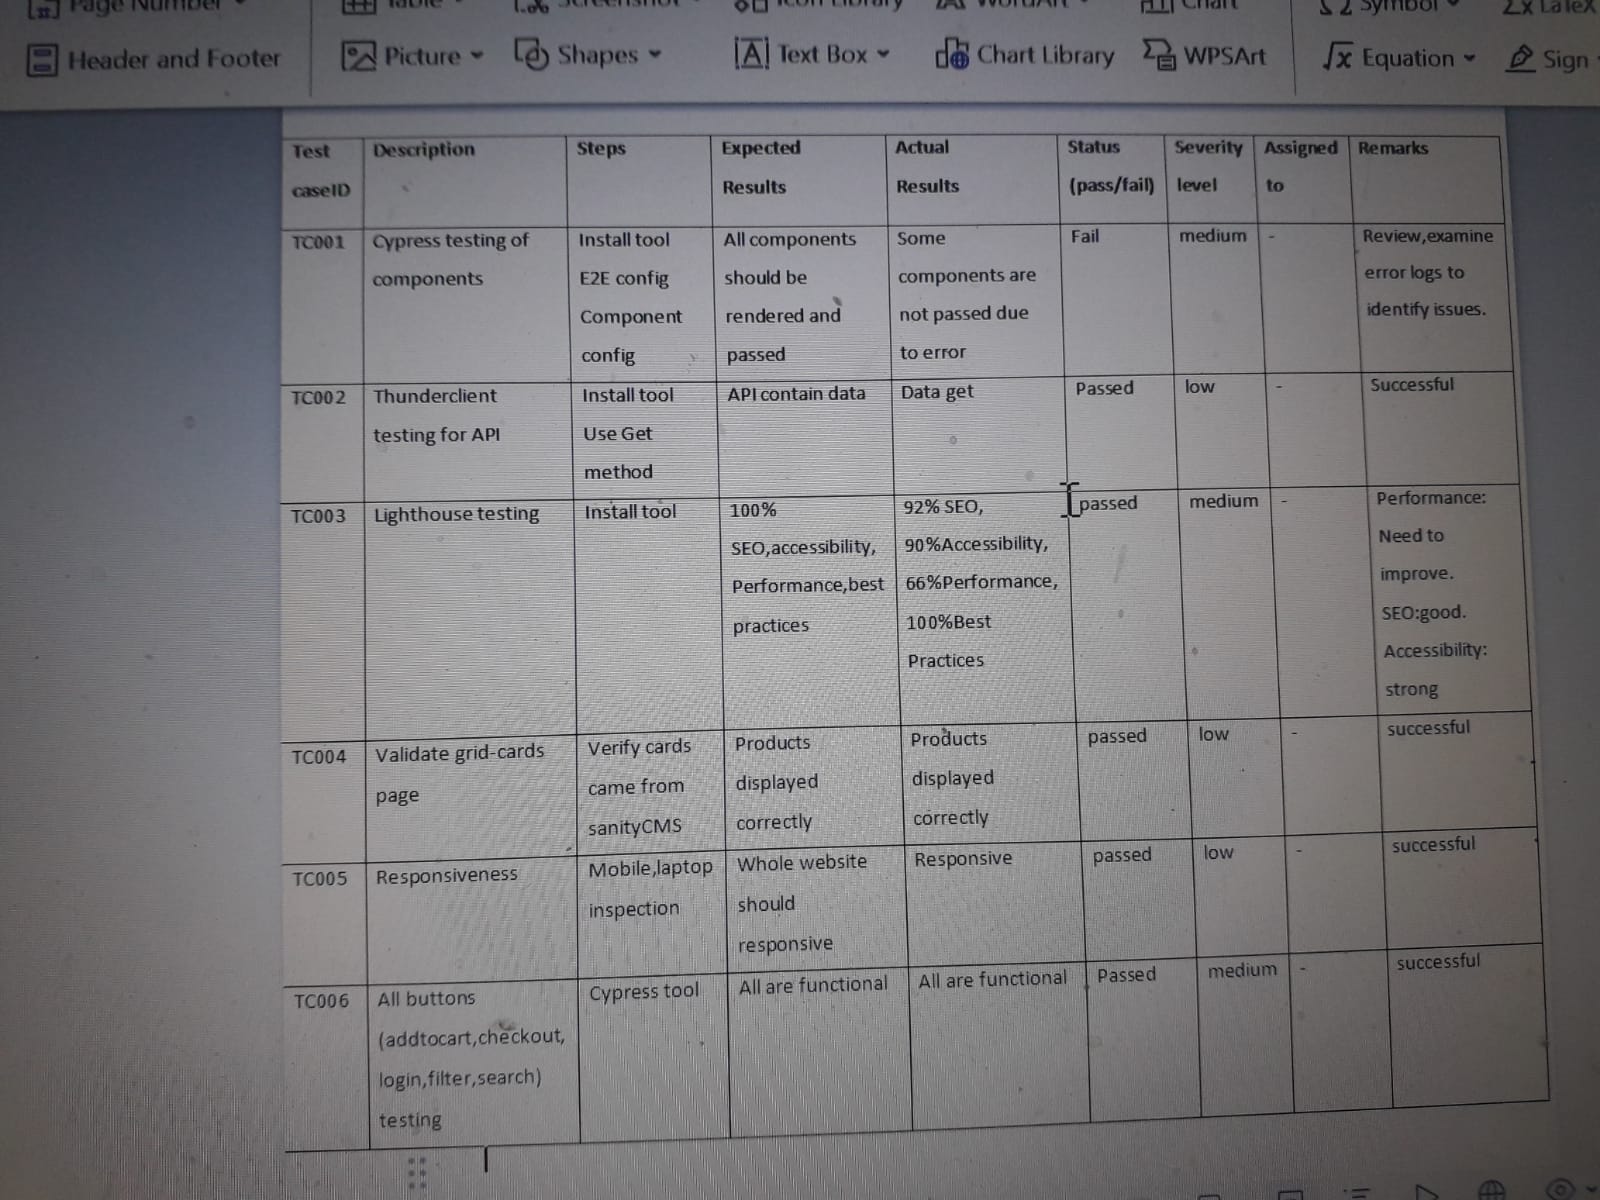 Page Number
Table
Screenshot
Icon Library
WordArt
Chart
Symbol
LaTeX
Header and Footer
Picture
Shapes
Text Box
Chart Library
WPSArt
Equation
Sign
Test
caseID
Description
Steps
Expected
Results
Actual
Results
Status
(pass/fail)
Severity
level
Assigned
to
Remarks
TC001
Cypress testing of
components
Install tool
E2E config
Component
config
All components
should be
rendered and
passed
Some
components are
not passed due
to error
Fail
medium
-
Review,examine
error logs to
identify issues.
TC002
Thunderclient
testing for API
Install tool
Use Get
method
API contain data
Data get
Passed
low
-
Successful
TC003
Lighthouse testing
Install tool
100%
SEO,accessibility,
Performance,best
practices
92% SEO,
90%Accessibility,
66%Performance,
100%Best
Practices
passed
medium
-
Performance:
Need to
improve.
SEO:good.
Accessibility:
strong
TC004
Validate grid-cards
page
Verify cards
came from
sanityCMS
Products
displayed
correctly
Products
displayed
correctly
passed
low
-
successful
TC005
Responsiveness
Mobile,laptop
inspection
Whole website
should
responsive
Responsive
passed
low
-
successful
TC006
All buttons
(addtocart,checkout,
login,filter,search)
testing
Cypress tool
All are functional
All are functional
Passed
medium
-
successful